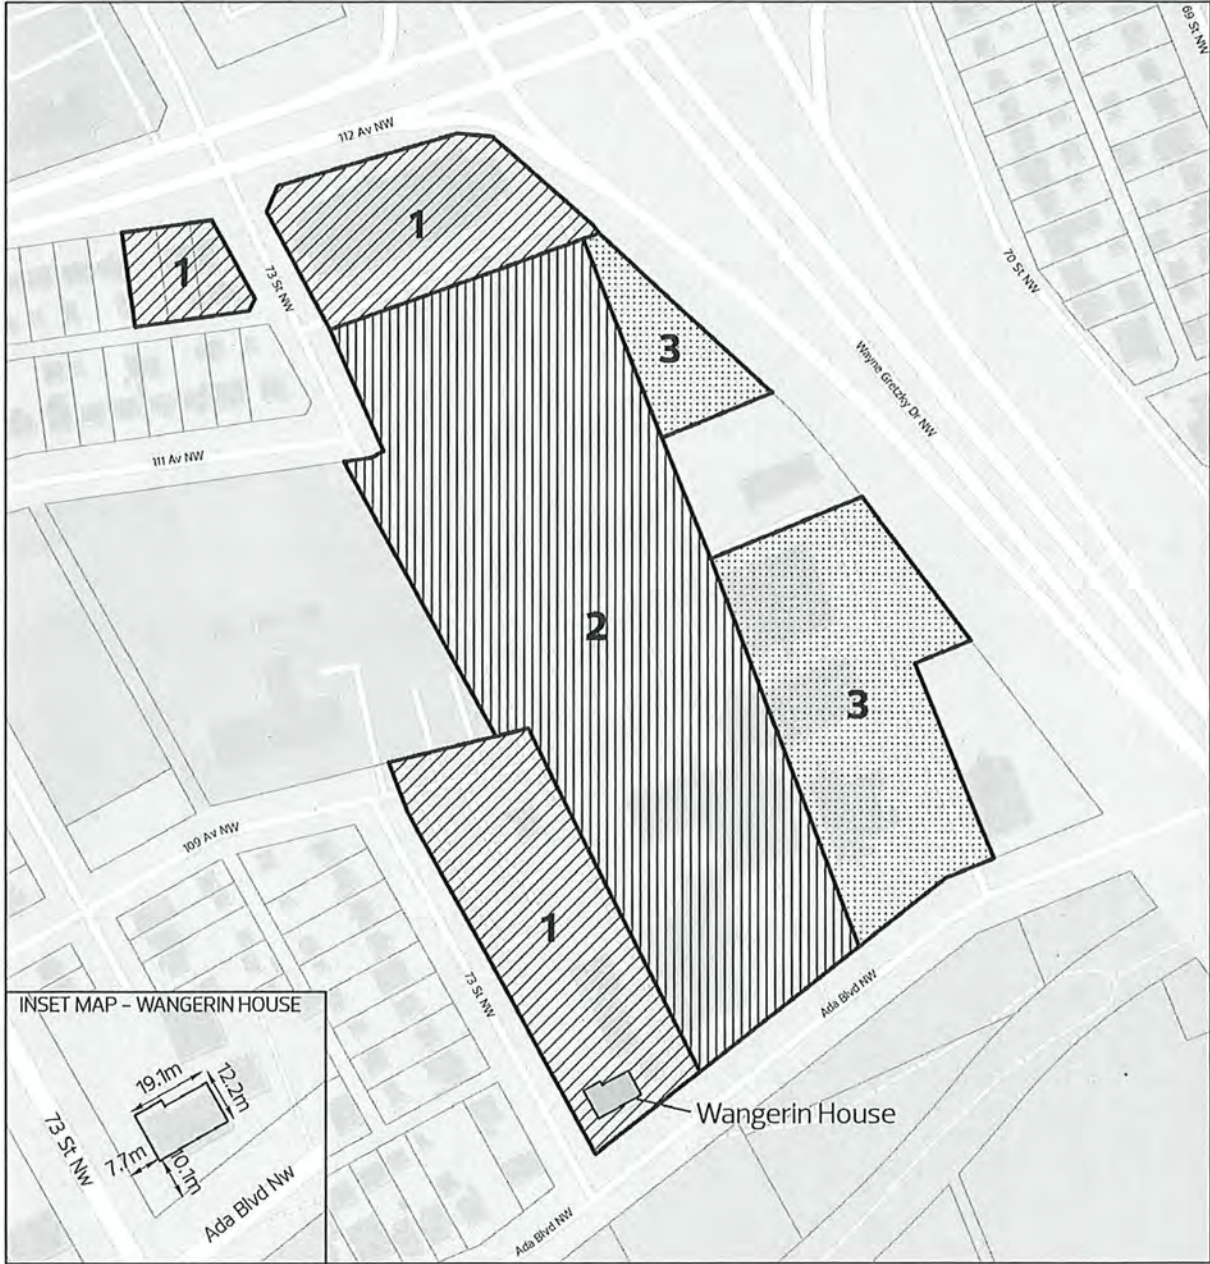 69 St NW
112 Av NW
1
1
73 St NW
70 St NW
3
Wayne Gretzky Dr NW
111 Av NW
2
3
109 Av NW
1
73 St NW
Ada Blvd NW
INSET MAP - WANGERIN HOUSE
19.1m
12.2m
7.7m
10.1m
73 St Nw
Ada Blvd Nw
Wangerin House
Ada Blvd NW